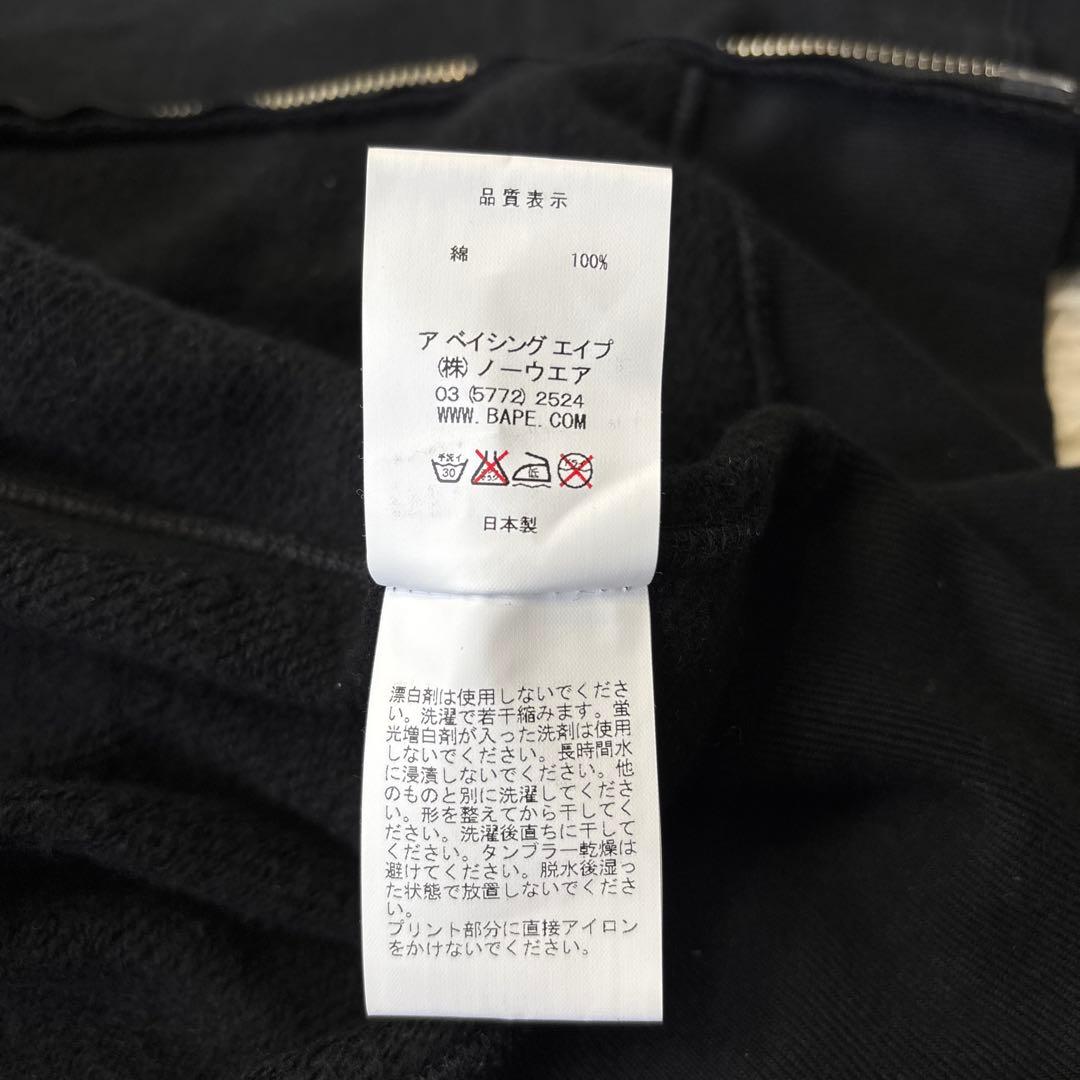 品質表示
綿 100%
ア ベイシング エイプ
(株) ノーウエア
03 (5772) 2524
WWW. BAPE. COM
手洗イ 30 低
日本製
漂白剤は使用しないでくださ
い。洗濯で若干縮みます。蛍
光増白剤が入った洗剤は使用
しないでください。長時間水
に浸漬しないでください。他
のものと別に洗濯してくださ
い。形を整えてから干してく
ださい。洗濯後直ちに干して
ください。タンブラー乾燥は
避けてください。脱水後湿っ
た状態で放置しないでくださ
い。
プリント部分に直接アイロン
をかけないでください。